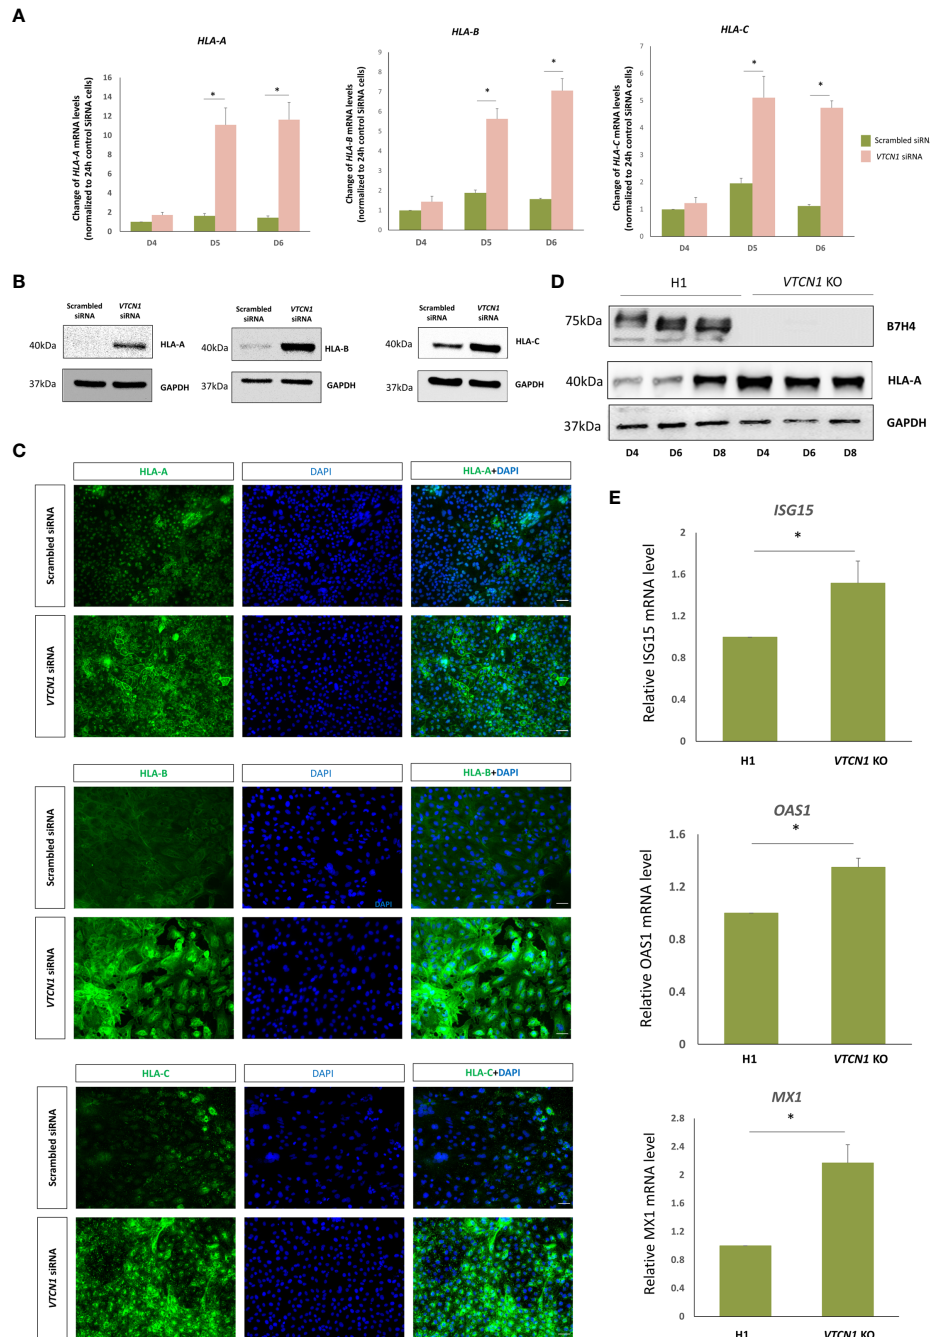 A
HLA-A
Change of HLA-A mRNA levels
(normalized to 24h control SiRNA cells)
16
14
12
10
8
6
4
2
0
*
*
D4
D5
D6
HLA-B
Change of HLA-B mRNA levels
(normalized to 24h control SiRNA cells)
9
8
7
6
5
4
3
2
1
0
*
*
D4
D5
D6
HLA-C
Change of HLA-C mRNA levels
(normalized to 24h control SiRNA cells)
7
6
5
4
3
2
1
0
*
*
D4
D5
D6
Scrambled siRN
VTCN1 siRNA
B
Scrambled
siRNA
VTCN1
siRNA
40kDa
HLA-A
37kDa
GAPDH
Scrambled
siRNA
VTCN1
siRNA
40kDa
HLA-B
37kDa
GAPDH
Scrambled
siRNA
VTCN1
siRNA
40kDa
HLA-C
37kDa
GAPDH
D
H1
VTCN1 KO
75kDa
B7H4
40kDa
HLA-A
37kDa
GAPDH
D4
D6
D8
D4
D6
D8
C
HLA-A
DAPI
HLA-A+DAPI
Scrambled siRNA
VTCN1 siRNA
HLA-B
DAPI
HLA-B+DAPI
Scrambled siRNA
DAPI
VTCN1 siRNA
HLA-C
DAPI
HLA-C+DAPI
Scrambled siRNA
VTCN1 siRNA
E
ISG15
Relative ISG15 mRNA level
2
1.6
1.2
0.8
0.4
0
*
H1
VTCN1 KO
OAS1
Relative OAS1 mRNA level
1.6
1.2
0.8
0.4
0
*
H1
VTCN1 KO
MX1
Relative MX1 mRNA level
2.8
2.4
2
1.6
1.2
0.8
0.4
0
*
H1
VTCN1 KO